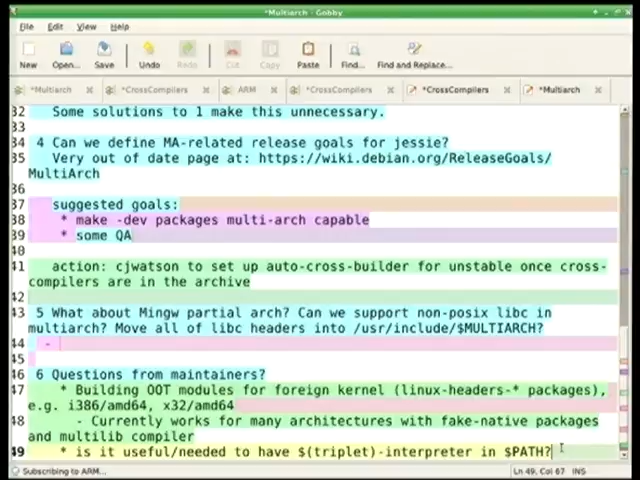 *Multiarch - Gobby
File Edit View Help
New Open... Save Undo Redo Cut Copy Paste Find... Find and Replace...
*Multiarch *CrossCompilers ARM *CrossCompilers *CrossCompilers *Multiarch
32 Some solutions to 1 make this unnecessary.
33
34 4 Can we define MA-related release goals for jessie?
35 Very out of date page at: https://wiki.debian.org/ReleaseGoals/
MultiArch
36
37 suggested goals:
38 * make -dev packages multi-arch capable
39 * some QA
40
41 action: cjwatson to set up auto-cross-builder for unstable once cross-
compilers are in the archive
42
43 5 What about Mingw partial arch? Can we support non-posix libc in
multiarch? Move all of libc headers into /usr/include/$MULTIARCH?
44 -
45
46 6 Questions from maintainers?
47 * Building OOT modules for foreign kernel (linux-headers-* packages),
e.g. i386/amd64, x32/amd64
48 - Currently works for many architectures with fake-native packages
and multilib compiler
49 * is it useful/needed to have $(triplet)-interpreter in $PATH?
Subscribing to ARM... Ln 49, Col 67 INS